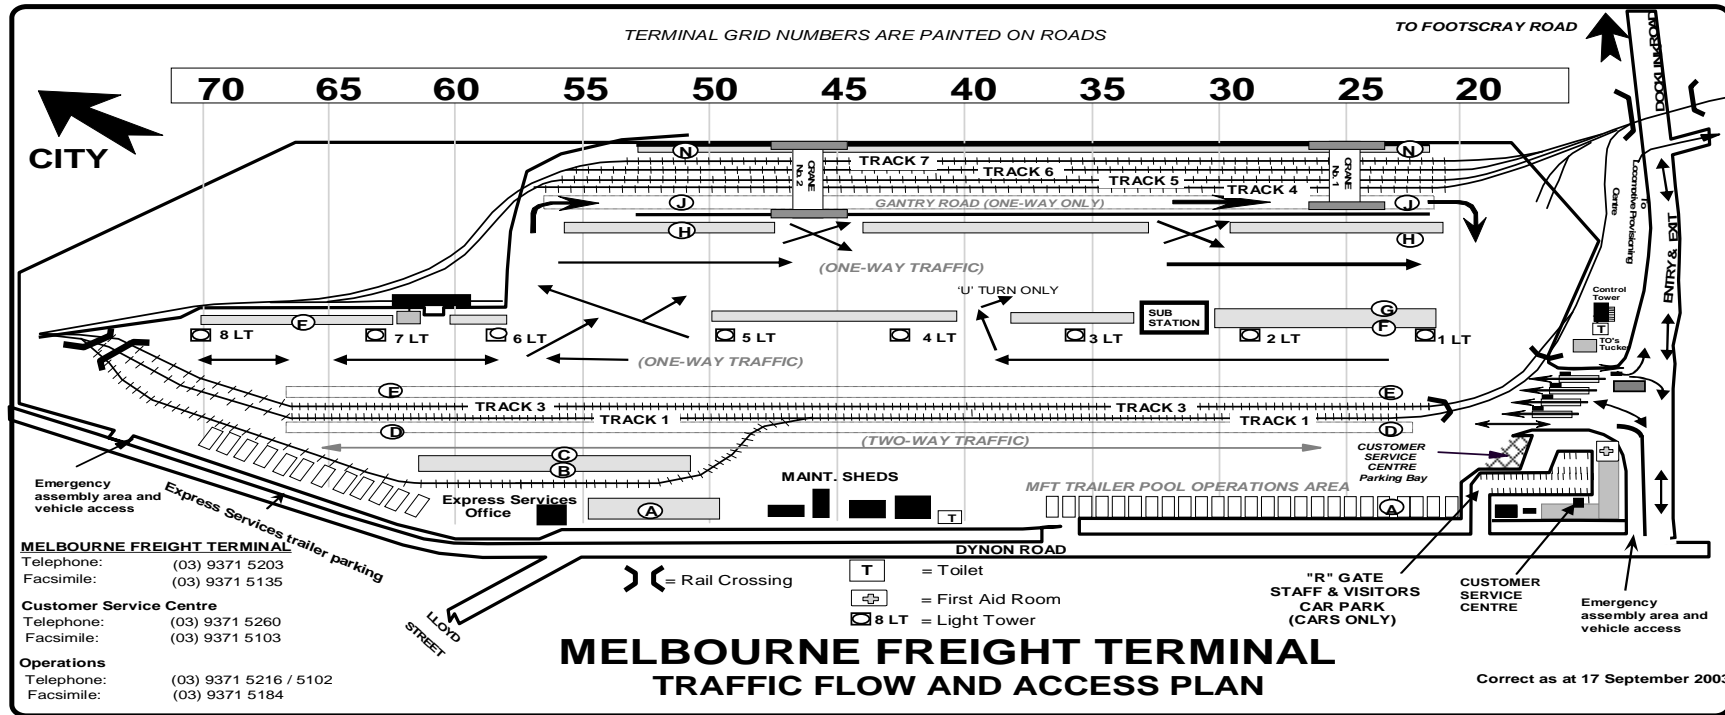 TERMINAL GRID NUMBERS ARE PAINTED ON ROADS
TO FOOTSCRAY ROAD
DOCKLINK ROAD
70 65 60 55 50 45 40 35 30 25 20
CITY
N
N
TRACK 7
TRACK 6
TRACK 5
TRACK 4
CRANE
No. 2
CRANE
No. 1
J
GANTRY ROAD (ONE-WAY ONLY)
J
H
H
(ONE-WAY TRAFFIC)
To
Locomotive Provisioning
Centre
ENTRY & EXIT
'U' TURN ONLY
SUB
STATION
G
F
F
Control
Tower
T
TO's
Tucker
8 LT
7 LT
6 LT
5 LT
4 LT
3 LT
2 LT
1 LT
(ONE-WAY TRAFFIC)
E
E
TRACK 3
TRACK 3
TRACK 1
TRACK 1
D
D
(TWO-WAY TRAFFIC)
C
B
CUSTOMER
SERVICE
CENTRE
Parking Bay
MAINT. SHEDS
MFT TRAILER POOL OPERATIONS AREA
Express Services
Office
A
A
T
Emergency
assembly area and
vehicle access
Express Services trailer parking
DYNON ROAD
LLOYD
STREET
MELBOURNE FREIGHT TERMINAL
Telephone: (03) 9371 5203
Facsimile: (03) 9371 5135
Customer Service Centre
Telephone: (03) 9371 5260
Facsimile: (03) 9371 5103
Operations
Telephone: (03) 9371 5216 / 5102
Facsimile: (03) 9371 5184
= Rail Crossing
T = Toilet
= First Aid Room
8 LT = Light Tower
"R" GATE
STAFF & VISITORS
CAR PARK
(CARS ONLY)
CUSTOMER
SERVICE
CENTRE
Emergency
assembly area and
vehicle access
MELBOURNE FREIGHT TERMINAL
TRAFFIC FLOW AND ACCESS PLAN
Correct as at 17 September 2003